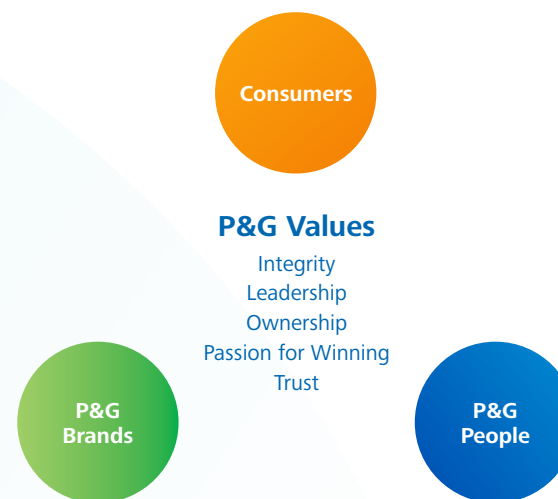 Consumers
P&G Values
Integrity
Leadership
Ownership
Passion for Winning
Trust
P&G
Brands
P&G
People